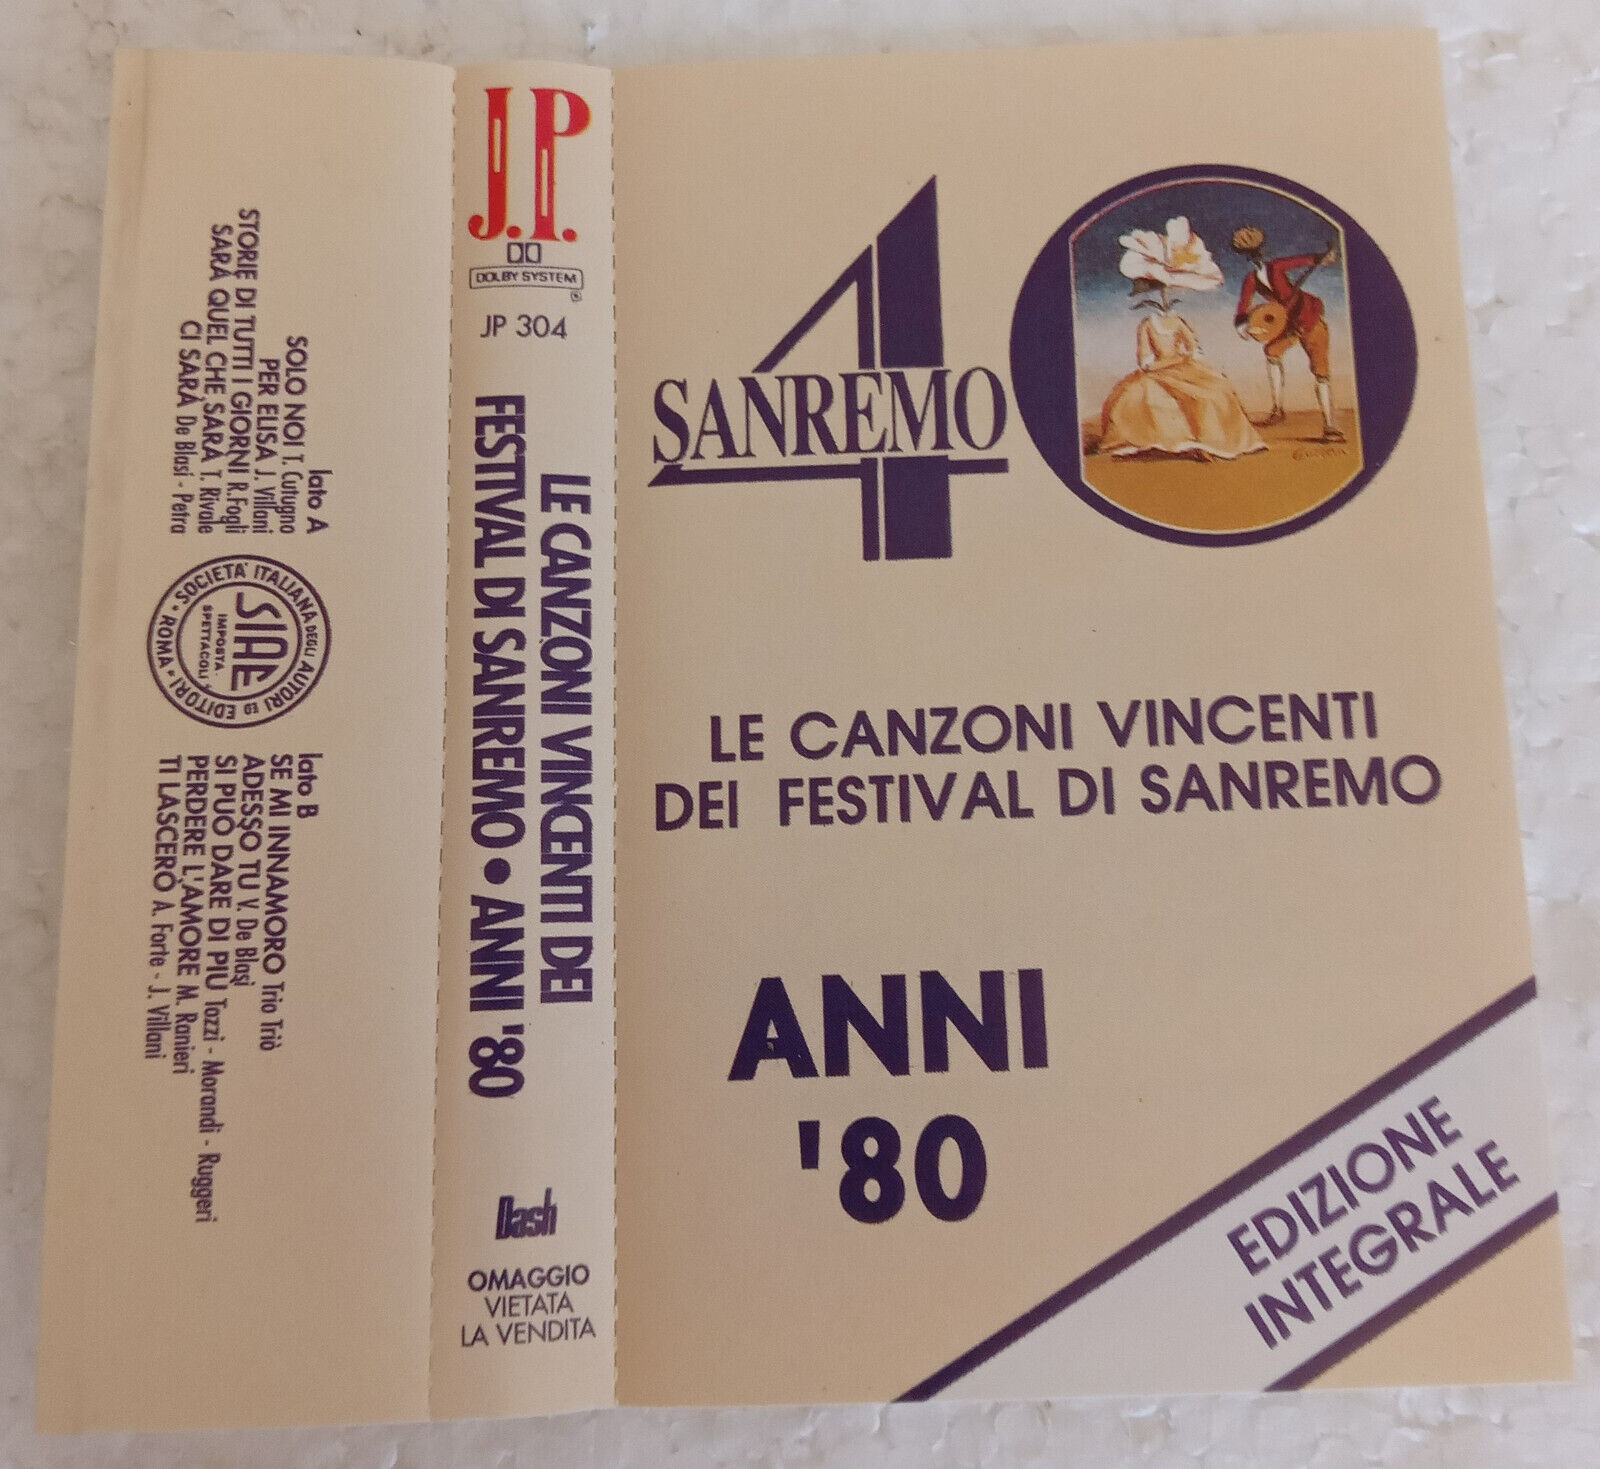 lato A
SOLO NOI T. Cutugno
PER ELISA J. Villani
STORIE DI TUTTI I GIORNI R. Fogli
SARÀ QUEL CHE SARÀ T. Rivale
CI SARÀ De Blasi - Petra
SOCIETA' ITALIANA DEGLI AUTORI ED EDITORI
• ROMA •
SIAE
IMPOSTA
SPETTACOLI
lato B
SE MI INNAMORO Trio Triò
ADESSO TU V. De Blasi
SI PUÒ DARE DI PIÙ Tozzi - Morandi - Ruggeri
PERDERE L'AMORE M. Ranieri
TI LASCERÒ A. Forte - J. Villani
J.P.
DOLBY SYSTEM
®
JP 304
LE CANZONI VINCENTI DEI
FESTIVAL DI SANREMO • ANNI '80
Dash
OMAGGIO
VIETATA
LA VENDITA
40
SANREMO
LE CANZONI VINCENTI
DEI FESTIVAL DI SANREMO
ANNI
'80
EDIZIONE
INTEGRALE